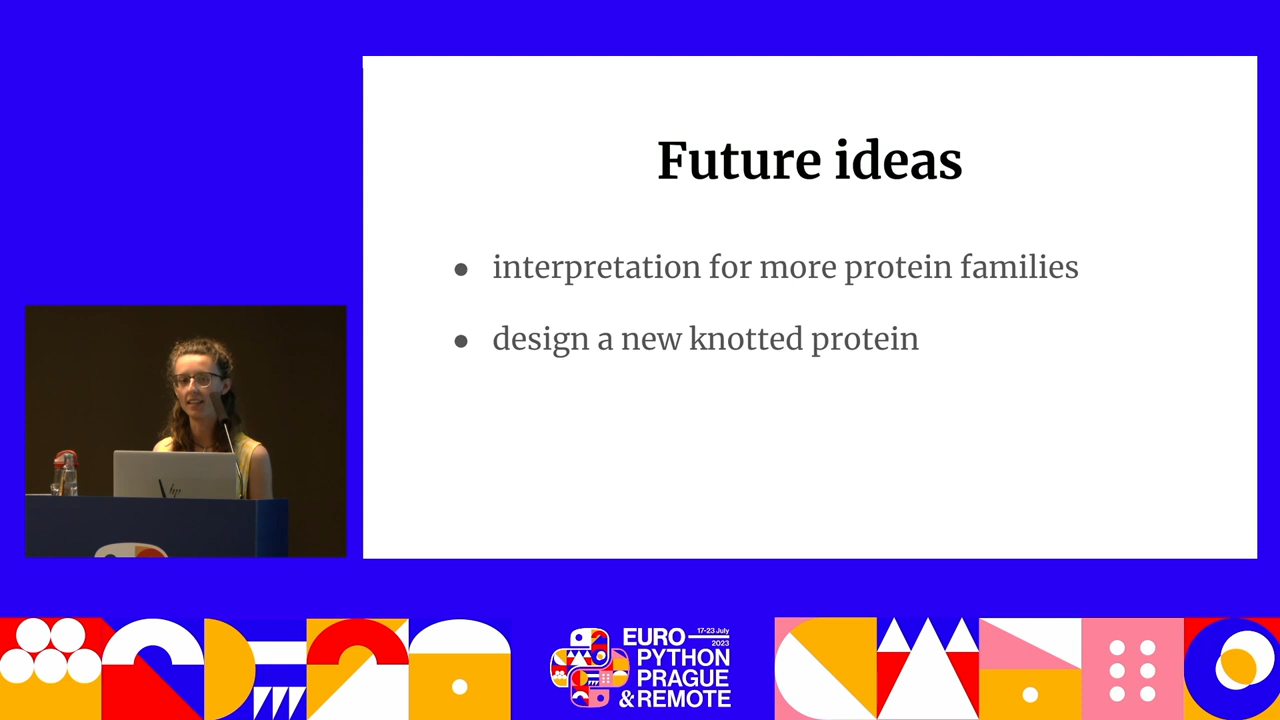 Future ideas
● interpretation for more protein families
● design a new knotted protein
hp
EURO 17-23 July 2023
PYTHON
PRAGUE
& REMOTE